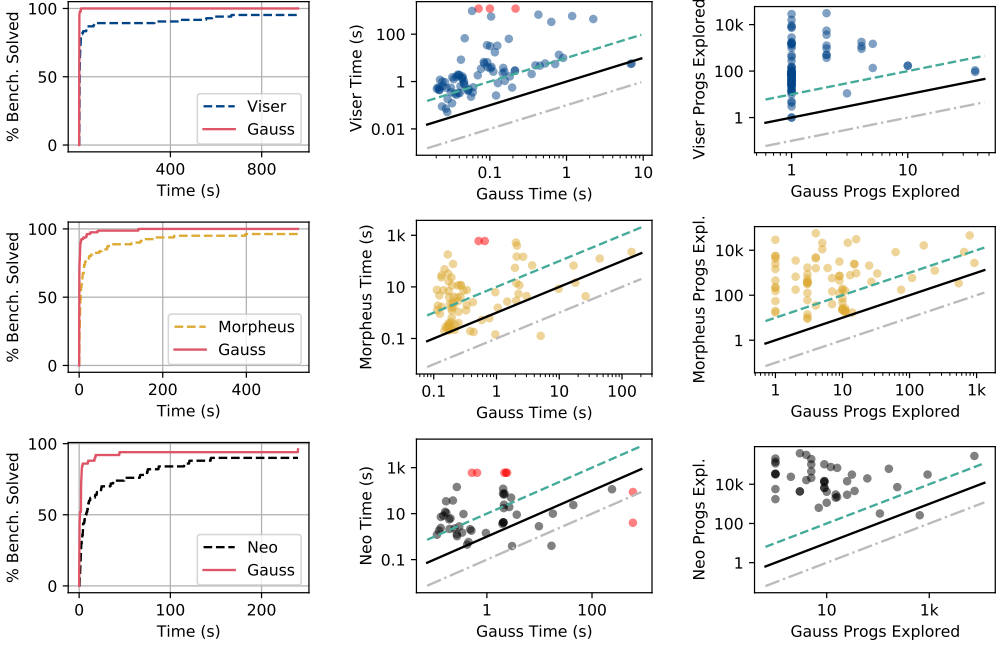 % Bench. Solved
100
50
0
400
800
Time (s)
Viser
Gauss
Viser Time (s)
100
1
0.01
0.1
1
10
Gauss Time (s)
Viser Progs Explored
10k
100
1
1
10
Gauss Progs Explored
% Bench. Solved
100
50
0
0
200
400
Time (s)
Morpheus
Gauss
Morpheus Time (s)
1k
10
0.1
0.1
1
10
100
Gauss Time (s)
Morpheus Progs Expl.
10k
100
1
1
10
100
1k
Gauss Progs Explored
% Bench. Solved
100
50
0
0
100
200
Time (s)
Neo
Gauss
Neo Time (s)
1k
10
0.1
1
100
Gauss Time (s)
Neo Progs Expl.
10k
100
1
10
1k
Gauss Progs Explored